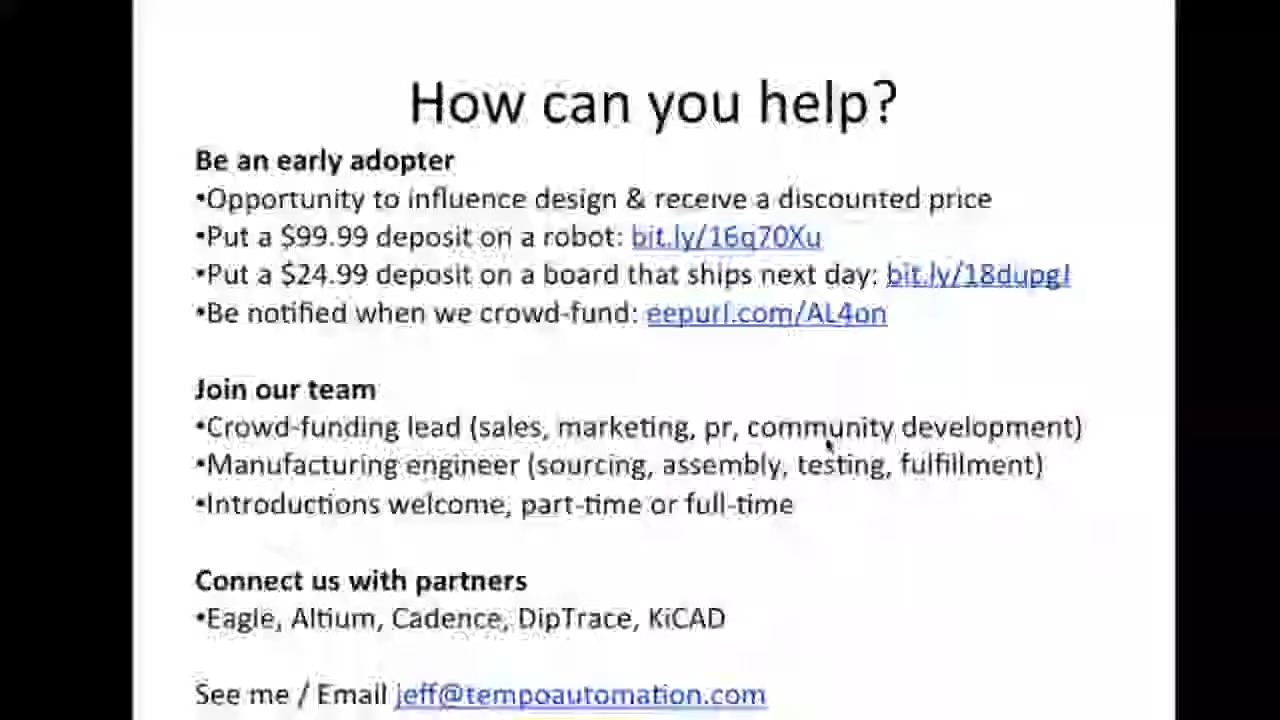 How can you help?
Be an early adopter
•Opportunity to influence design & receive a discounted price
•Put a $99.99 deposit on a robot: bit.ly/16q70Xu
•Put a $24.99 deposit on a board that ships next day: bit.ly/18dupgJ
•Be notified when we crowd-fund: eepurl.com/AL4on
Join our team
•Crowd-funding lead (sales, marketing, pr, community development)
•Manufacturing engineer (sourcing, assembly, testing, fulfillment)
•Introductions welcome, part-time or full-time
Connect us with partners
•Eagle, Altium, Cadence, DipTrace, KiCAD
See me / Email jeff@tempoautomation.com